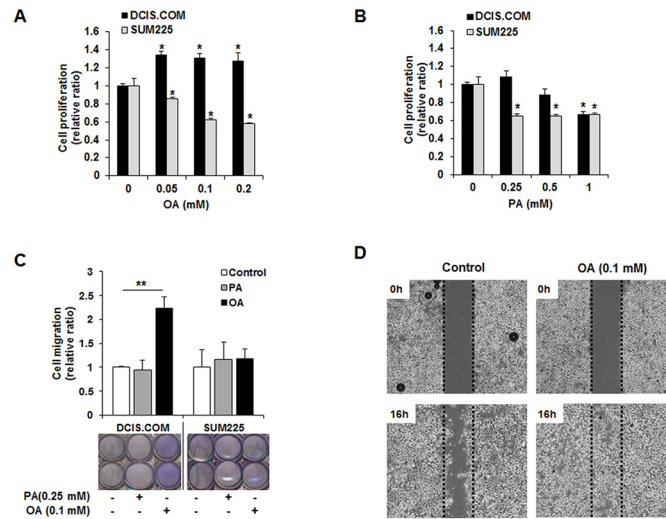 A
DCIS.COM
SUM225
Cell proliferation
(relative ratio)
1.6
1.4
1.2
1
0.8
0.6
0.4
0.2
0
* * *
* * *
0 0.05 0.1 0.2
OA (mM)
B
DCIS.COM
SUM225
Cell proliferation
(relative ratio)
1.6
1.4
1.2
1
0.8
0.6
0.4
0.2
0
* * * *
0 0.25 0.5 1
PA (mM)
C
Control
PA
OA
Cell migration
(relative ratio)
3
2.5
2
1.5
1
0.5
0
**
DCIS.COM SUM225
PA(0.25 mM) - + - - + -
OA (0.1 mM) - - + - - +
D
Control OA (0.1 mM)
0h 0h
16h 16h